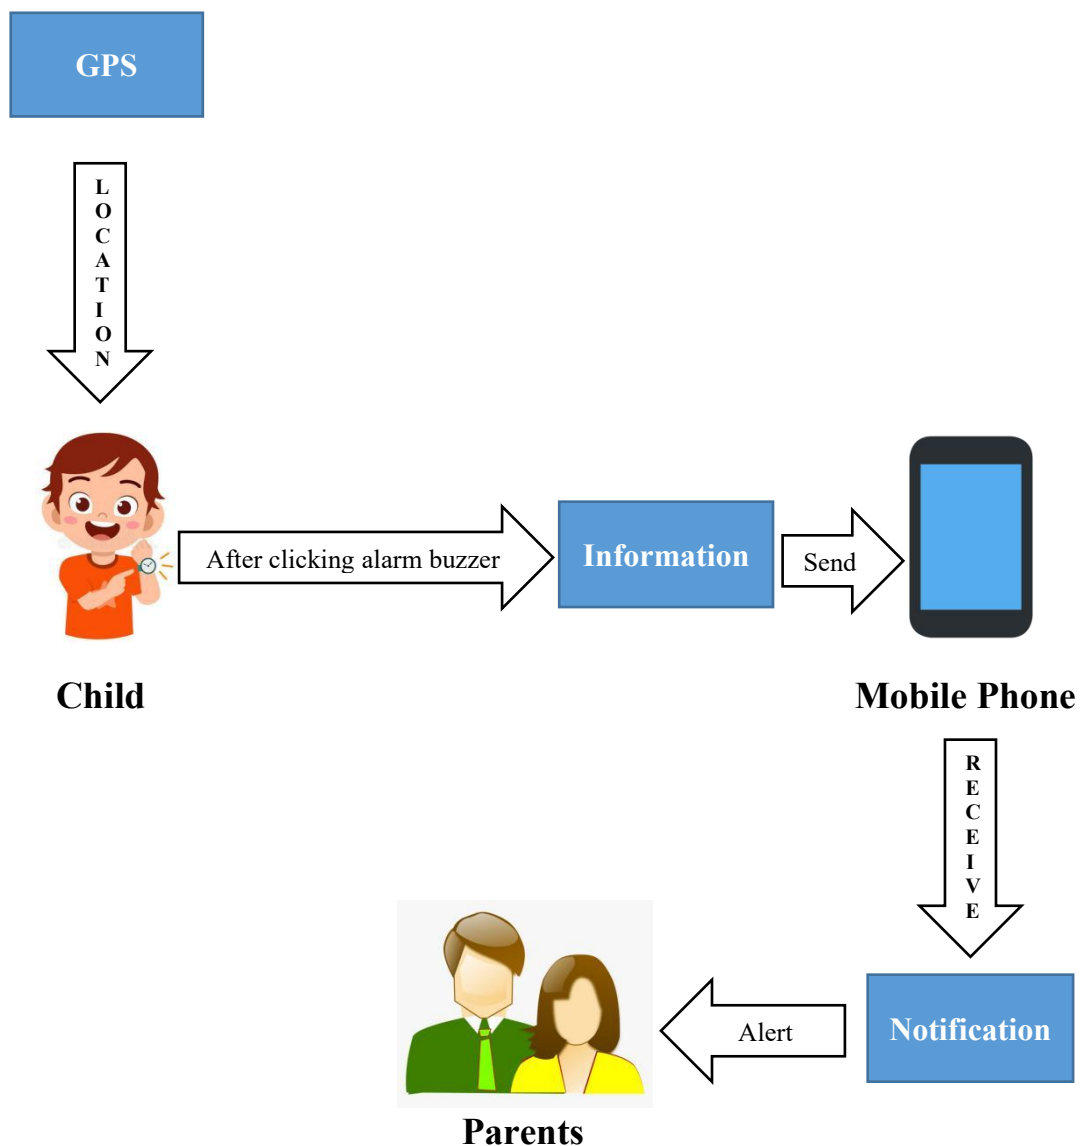 GPS
LOCATION
After clicking alarm buzzer
Information
Send
Child
Mobile Phone
RECEIVE
Alert
Notification
Parents